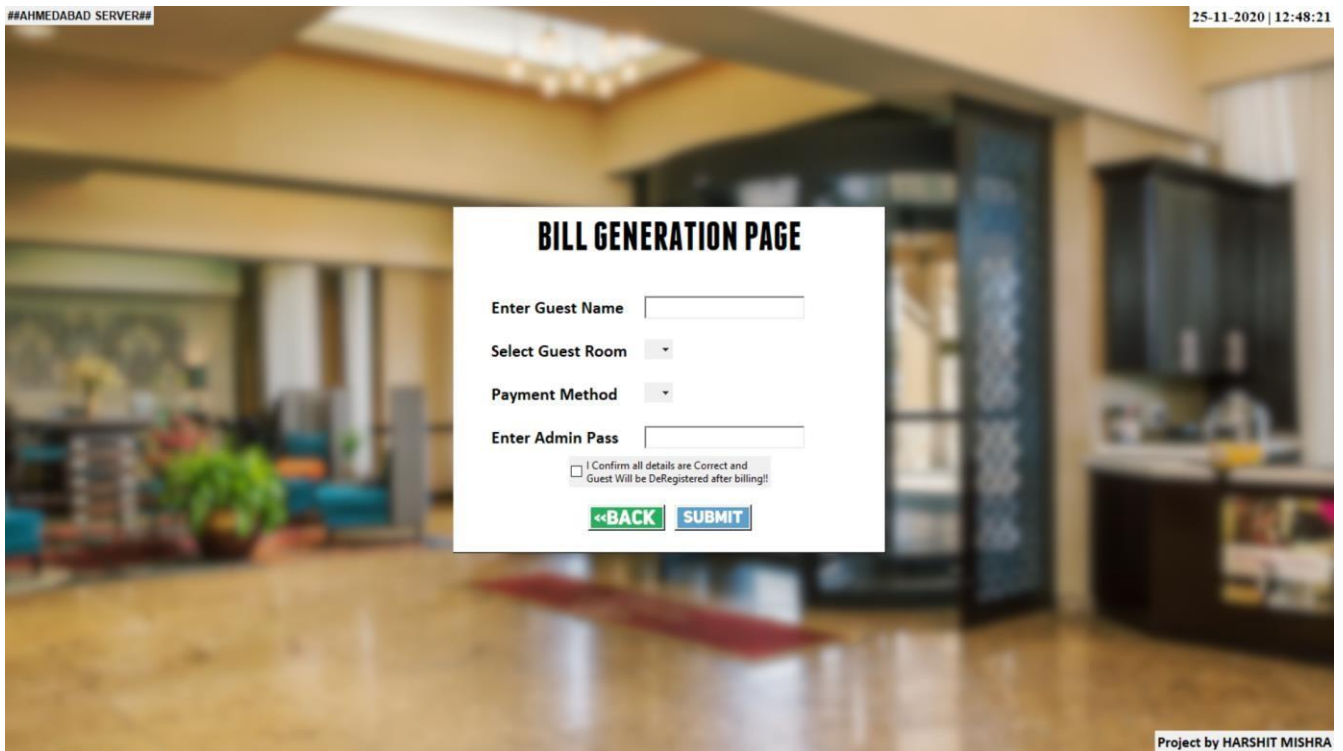 ##AHMEDABAD SERVER##
25-11-2020 | 12:48:21
BILL GENERATION PAGE
Enter Guest Name
Select Guest Room
Payment Method
Enter Admin Pass
I Confirm all details are Correct and
Guest Will be DeRegistered after billing!!
<<BACK SUBMIT
Project by HARSHIT MISHRA